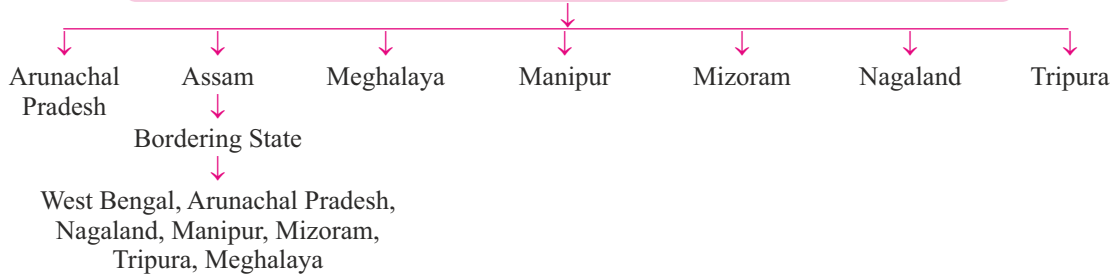 Arunachal Pradesh
Assam
Meghalaya
Manipur
Mizoram
Nagaland
Tripura
Bordering State
West Bengal, Arunachal Pradesh,
Nagaland, Manipur, Mizoram,
Tripura, Meghalaya